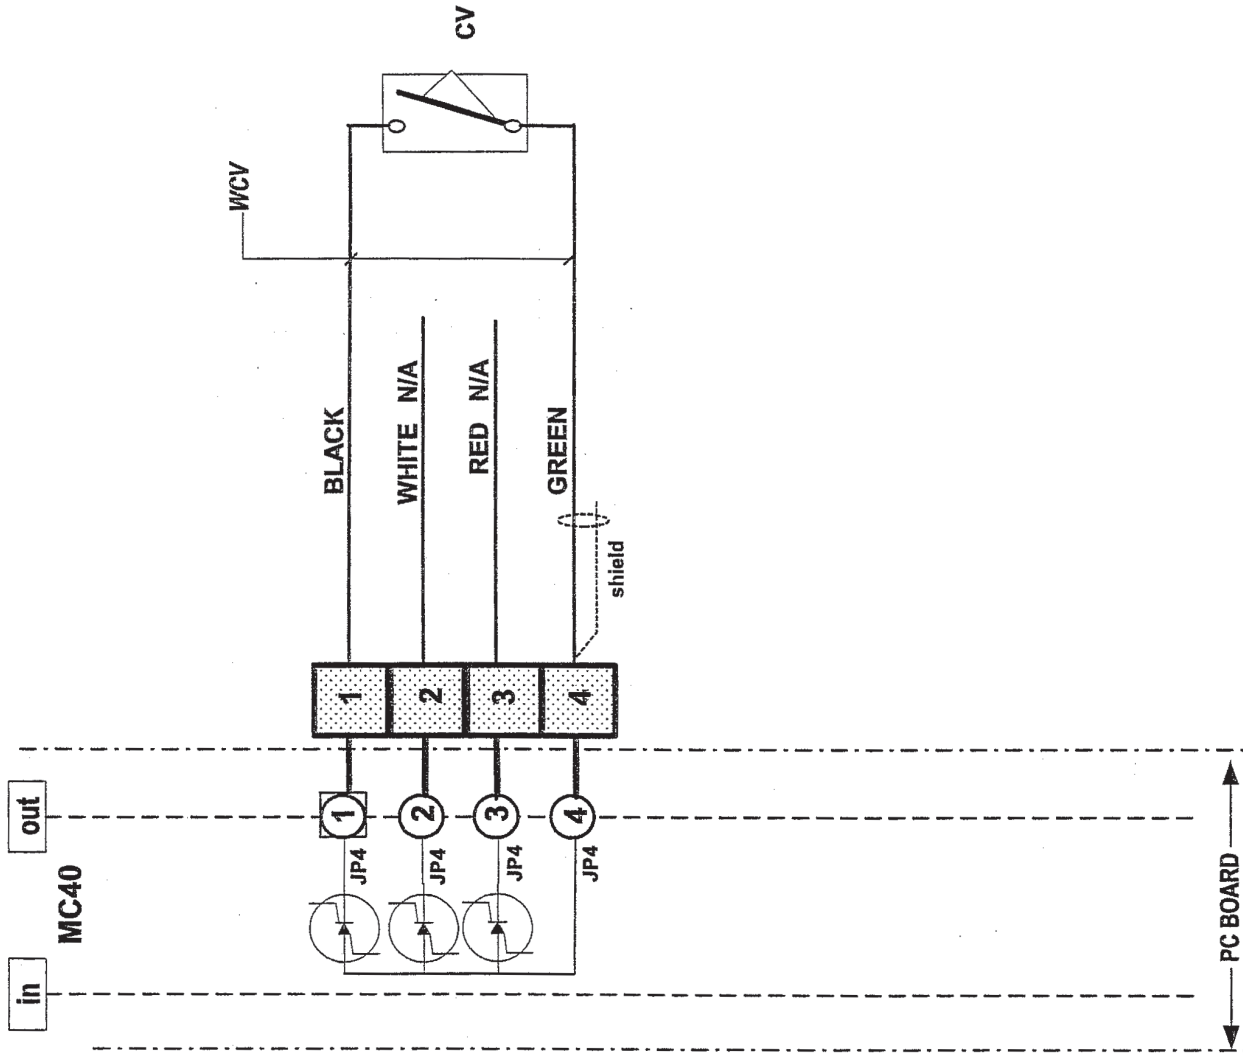 CV
WCV
BLACK
WHITE N/A
RED N/A
GREEN
shield
1
2
3
4
out
1
2
3
4
JP4
JP4
JP4
JP4
MC40
in
PC BOARD